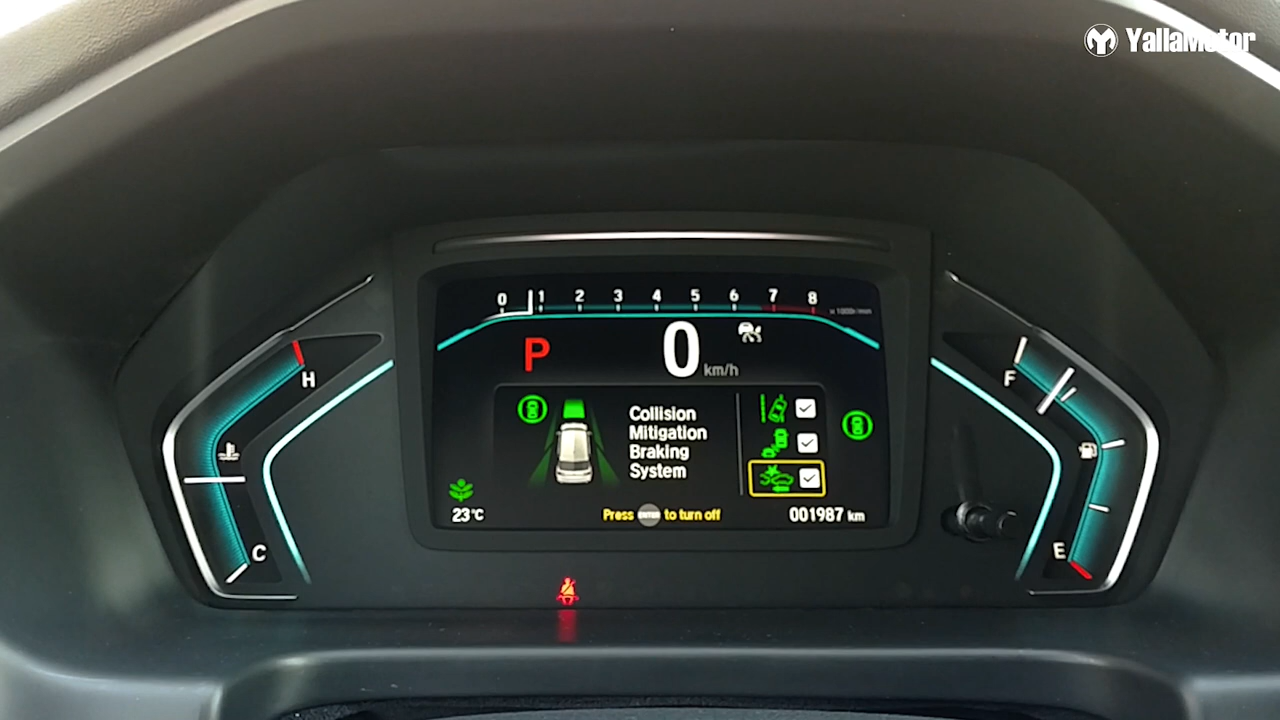 YallaMotor
0 1 2 3 4 5 6 7 8
x 1000r/min
P 0 km/h
H
F
Collision
Mitigation
Braking
System
23°C
Press ENTER to turn off
001987 km
C
E